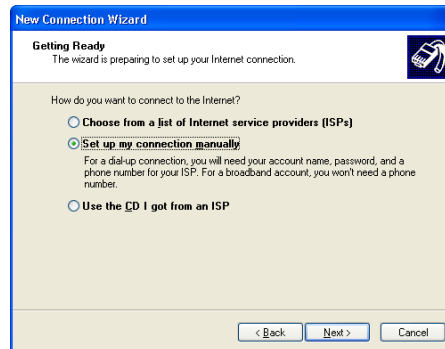 New Connection Wizard
Getting Ready
The wizard is preparing to set up your Internet connection.
How do you want to connect to the Internet?
Choose from a list of Internet service providers (ISPs)
Set up my connection manually
For a dial-up connection, you will need your account name, password, and a
phone number for your ISP. For a broadband account, you won't need a phone
number.
Use the CD I got from an ISP
< Back
Next >
Cancel